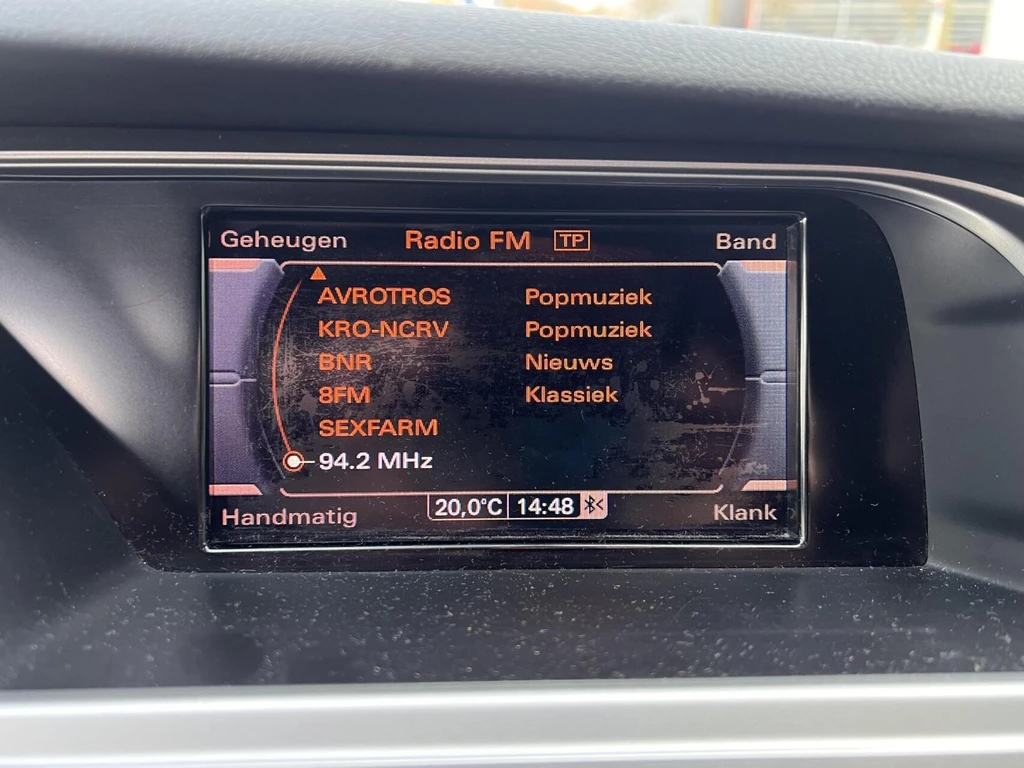 Geheugen Radio FM TP Band
AVROTROS Popmuziek
KRO-NCRV Popmuziek
BNR Nieuws
8FM Klassiek
SEXFARM
94.2 MHz
Handmatig 20,0°C 14:48 Klank